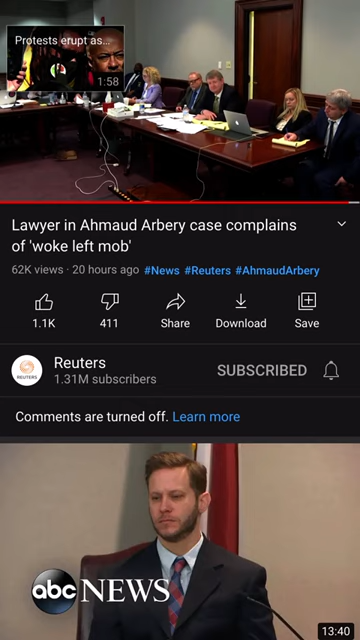 Protests erupt as...
1:58
Lawyer in Ahmaud Arbery case complains
of 'woke left mob'
62K views · 20 hours ago #News #Reuters #AhmaudArbery
1.1K
411
Share
Download
Save
REUTERS
Reuters
1.31M subscribers
SUBSCRIBED
Comments are turned off. Learn more
abc NEWS
13:40